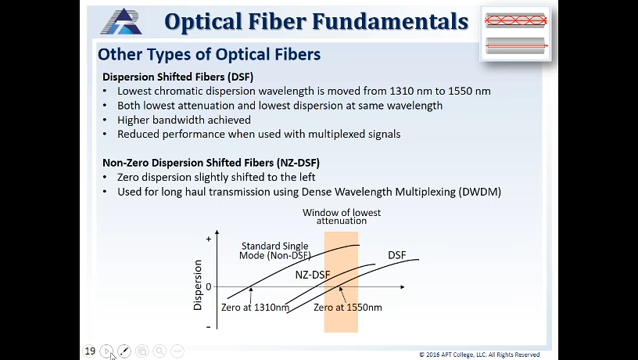 Optical Fiber Fundamentals
Other Types of Optical Fibers
Dispersion Shifted Fibers (DSF)
• Lowest chromatic dispersion wavelength is moved from 1310 nm to 1550 nm
• Both lowest attenuation and lowest dispersion at same wavelength
• Higher bandwidth achieved
• Reduced performance when used with multiplexed signals
Non-Zero Dispersion Shifted Fibers (NZ-DSF)
• Zero dispersion slightly shifted to the left
• Used for long haul transmission using Dense Wavelength Multiplexing (DWDM)
Window of lowest
attenuation
+
Standard Single
Mode (Non-DSF)
DSF
NZ-DSF
Dispersion
0
Zero at 1310nm
Zero at 1550nm
–
19
© 2016 APT College, LLC. All rights reserved.